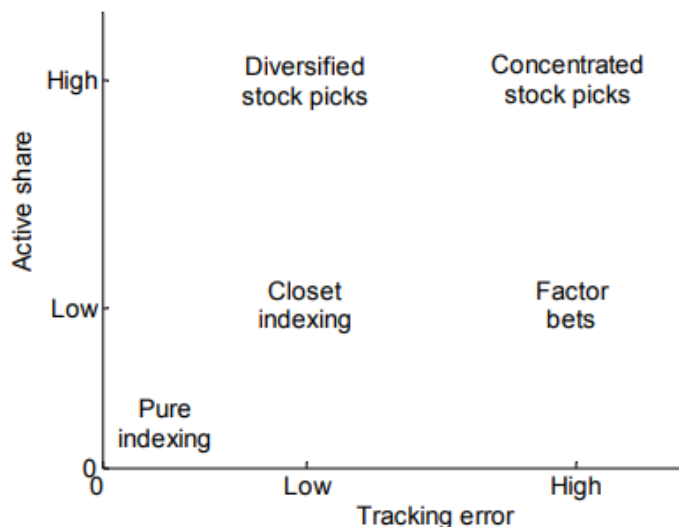 High
Diversified
stock picks
Concentrated
stock picks
Active share
Low
Closet
indexing
Factor
bets
Pure
indexing
0
0
Low
High
Tracking error